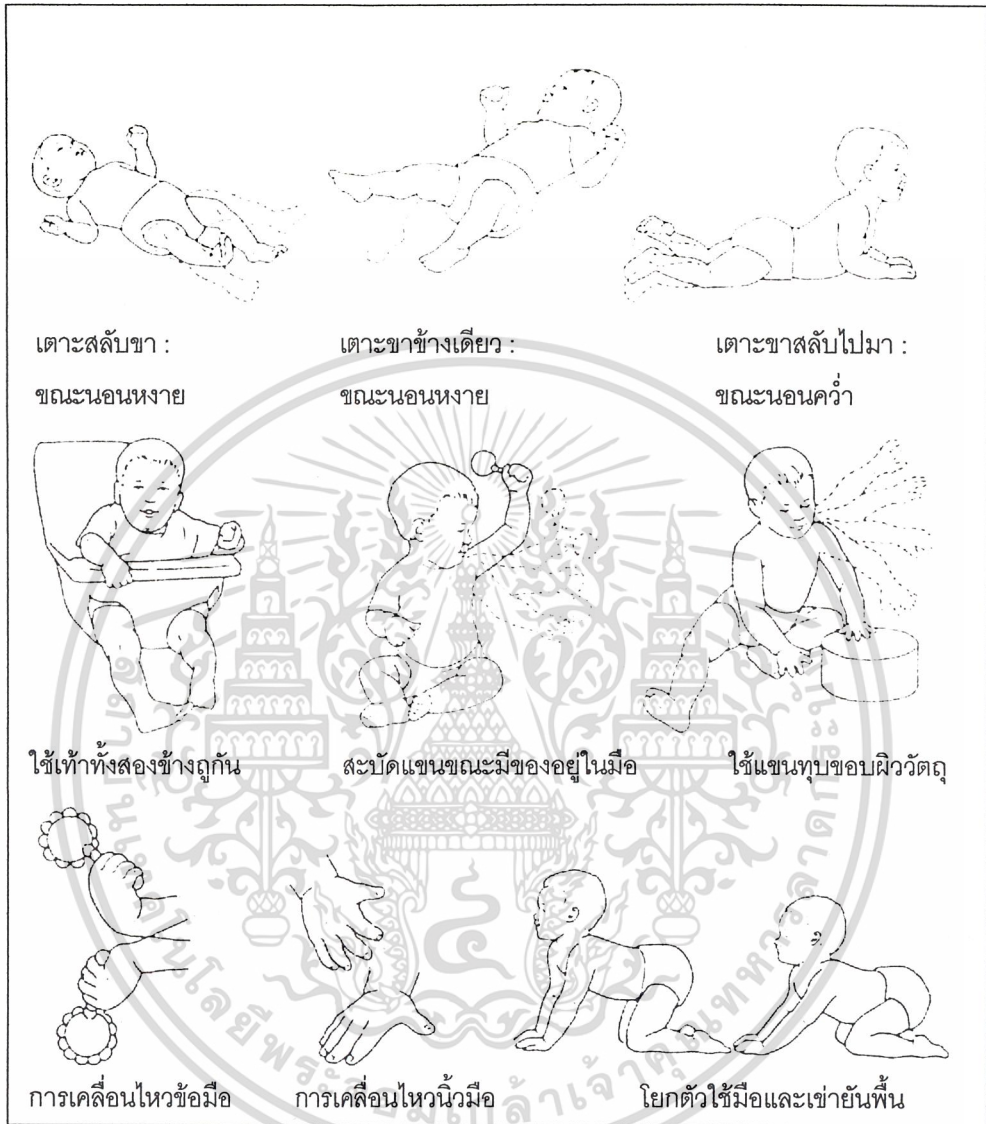 เตาะสลับขา :
ขณะนอนหงาย
เตาะขาข้างเดียว :
ขณะนอนหงาย
เตาะขาสลับไปมา :
ขณะนอนคว่ำ
ใช้เท้าทั้งสองข้างถูกัน
สะบัดแขนขณะมีของอยู่ในมือ
ใช้แขนทุบขอบผิววัตถุ
การเคลื่อนไหวข้อมือ
การเคลื่อนไหวนิ้วมือ
โยกตัวใช้มือและเข่ายันพื้น